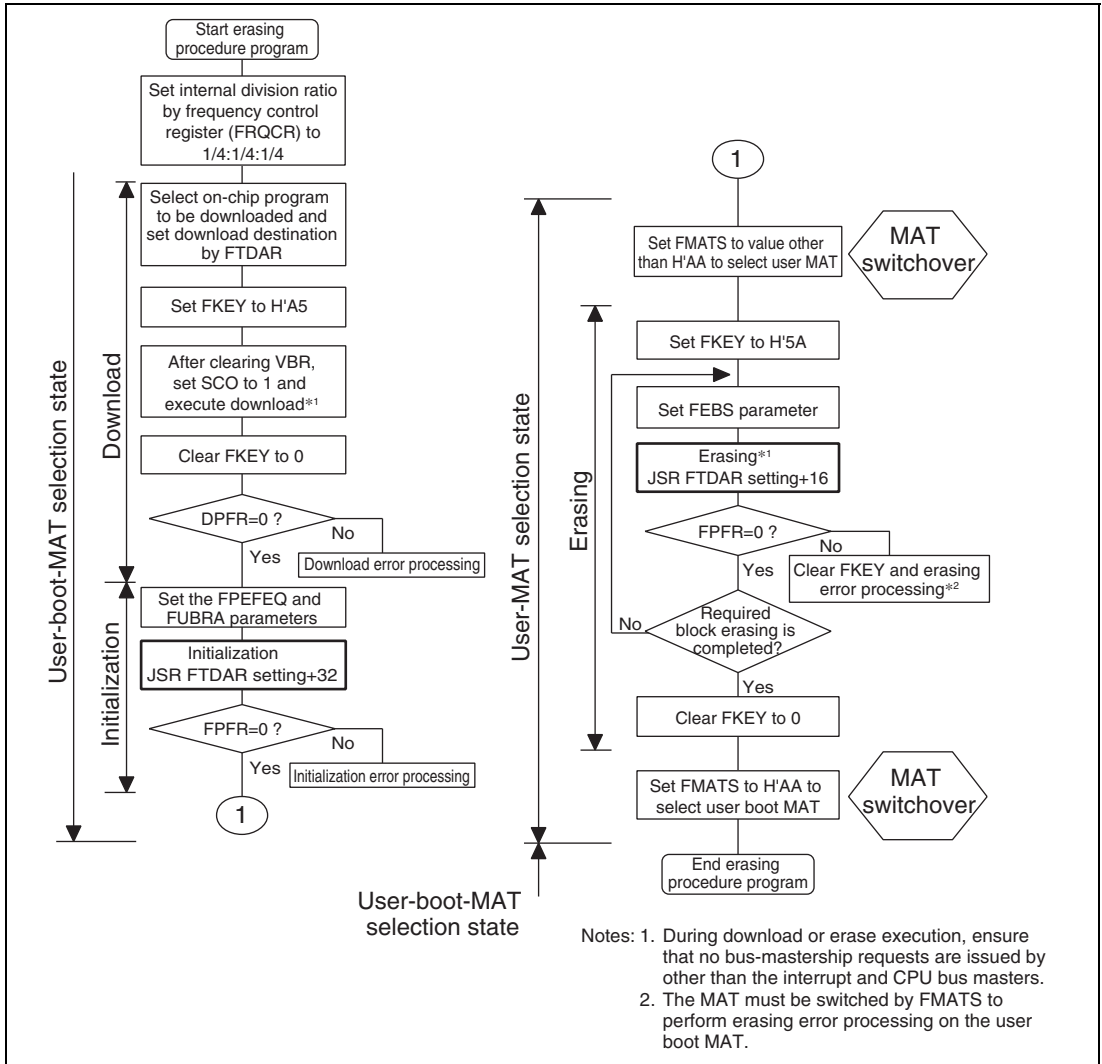 Start erasing
procedure program
Set internal division ratio
by frequency control
register (FRQCR) to
1/4:1/4:1/4
Select on-chip program
to be downloaded and
set download destination
by FTDAR
Set FKEY to H'A5
After clearing VBR,
set SCO to 1 and
execute download*1
Clear FKEY to 0
DPFR=0 ?
No
Yes
Download error processing
Set the FPEFEQ and
FUBRA parameters
Initialization
JSR FTDAR setting+32
FPFR=0 ?
No
Yes
Initialization error processing
1
Download
Initialization
User-boot-MAT selection state
1
Set FMATS to value other
than H'AA to select user MAT
MAT
switchover
Set FKEY to H'5A
Set FEBS parameter
Erasing*1
JSR FTDAR setting+16
FPFR=0 ?
No
Yes
Clear FKEY and erasing
error processing*2
Required
block erasing is
completed?
No
Yes
Clear FKEY to 0
Set FMATS to H'AA to
select user boot MAT
MAT
switchover
End erasing
procedure program
Erasing
User-MAT selection state
User-boot-MAT
selection state
Notes: 1. During download or erase execution, ensure
that no bus-mastership requests are issued by
other than the interrupt and CPU bus masters.
2. The MAT must be switched by FMATS to
perform erasing error processing on the user
boot MAT.